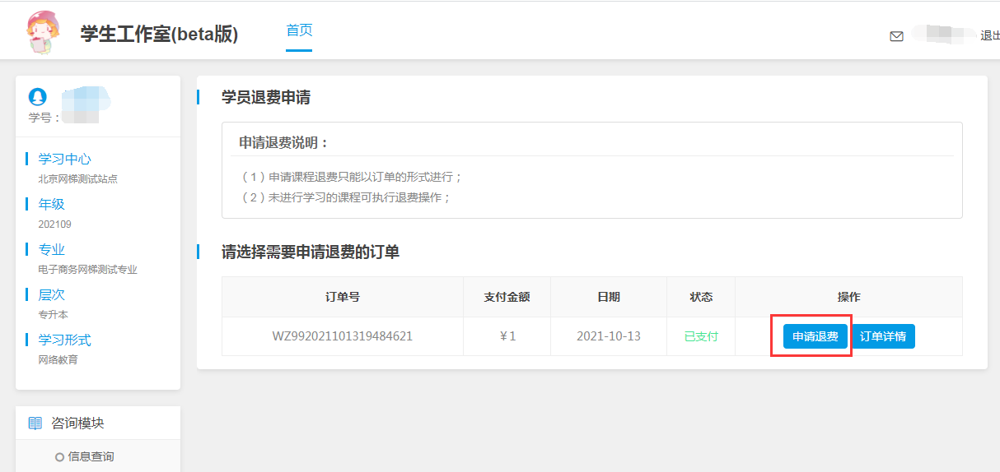 学生工作室(beta版)
首页
退出
学号：
学习中心
北京网梯测试站点
年级
202109
专业
电子商务网梯测试专业
层次
专升本
学习形式
网络教育
咨询模块
信息查询
学员退费申请
申请退费说明：
（1）申请课程退费只能以订单的形式进行；
（2）未进行学习的课程可执行退费操作；
请选择需要申请退费的订单
订单号 支付金额 日期 状态 操作
WZ992021101319484621 ￥1 2021-10-13 已支付 申请退费 订单详情